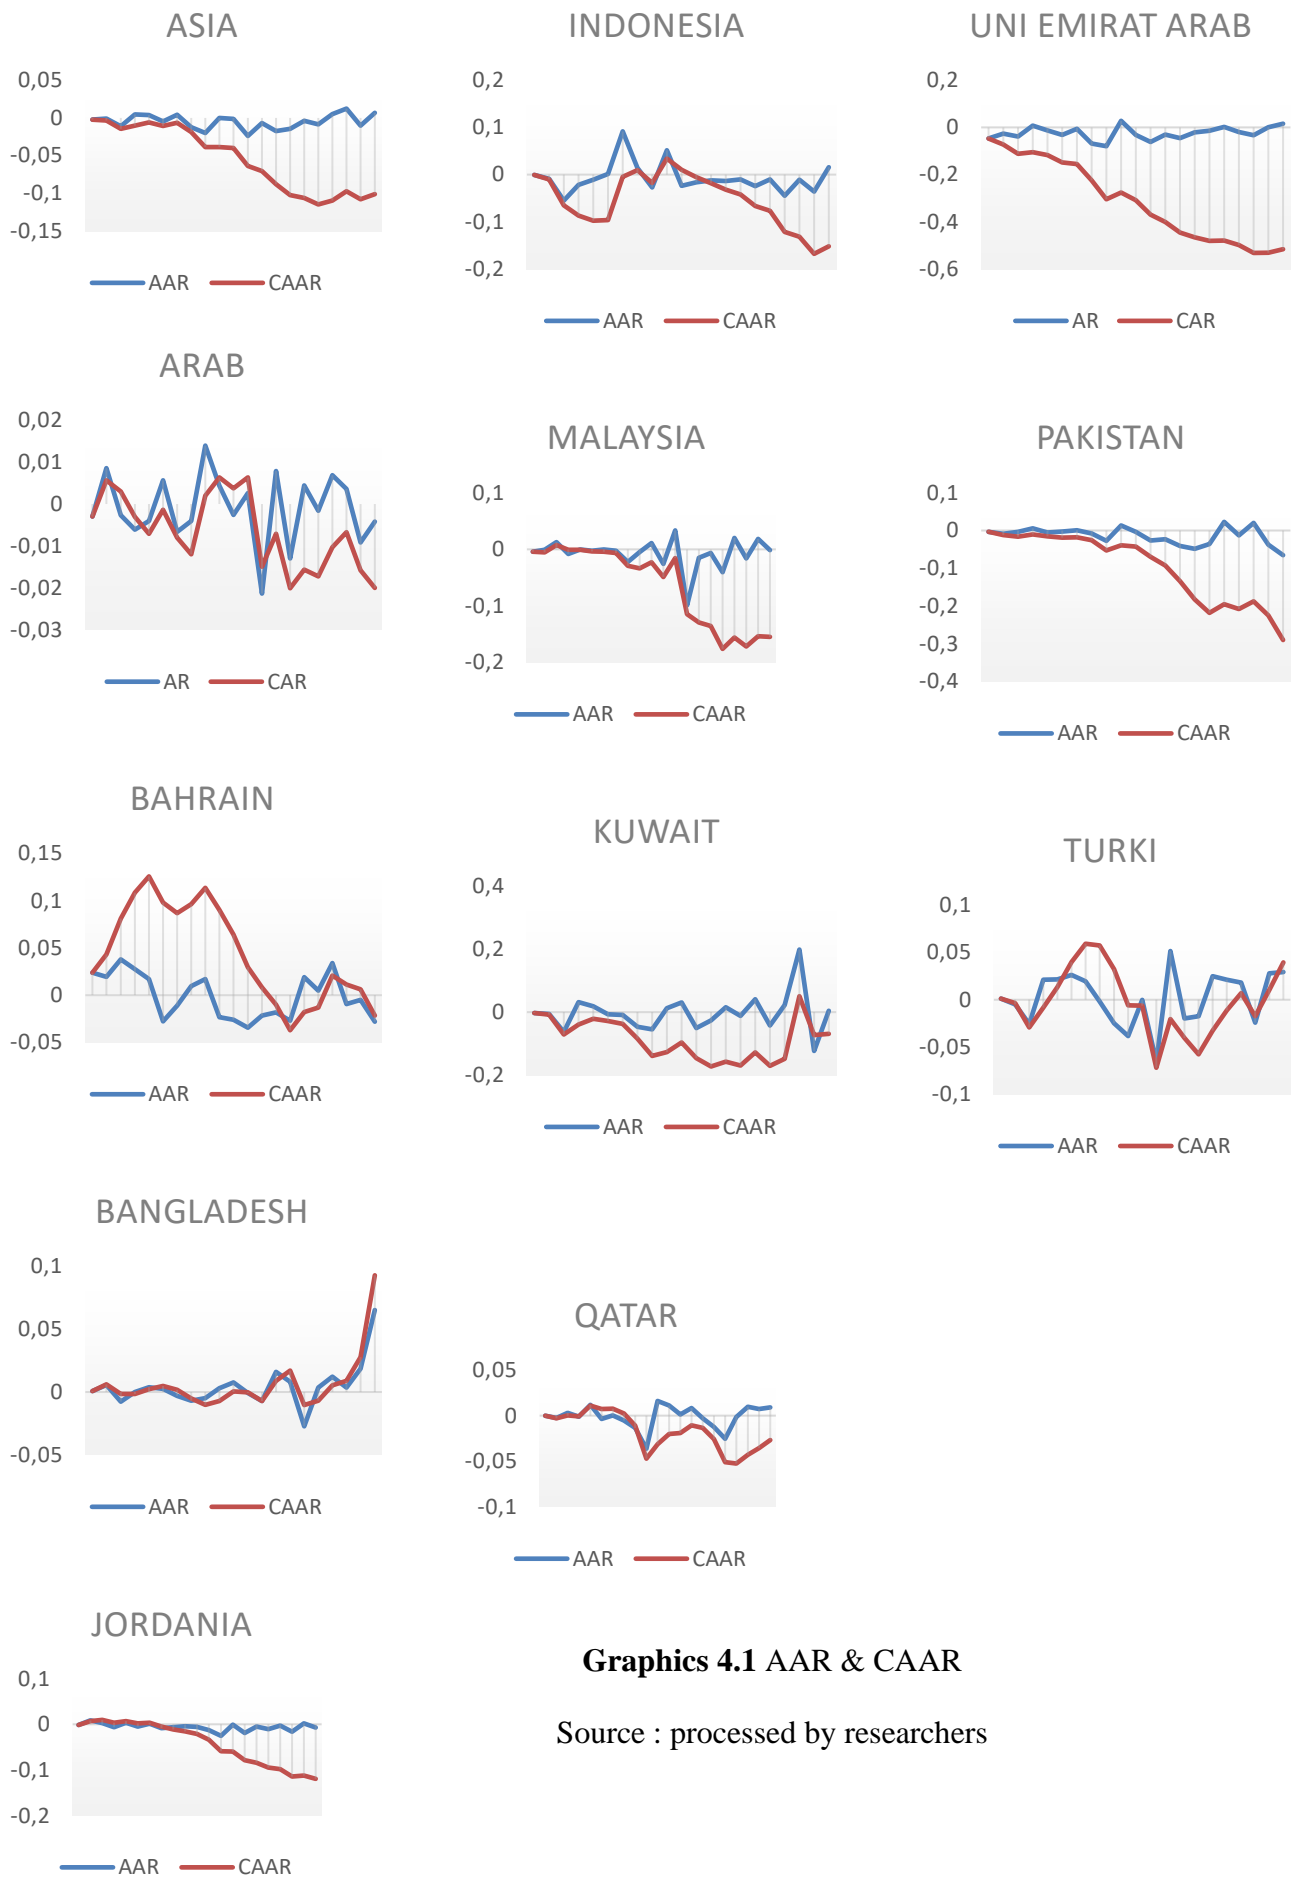 ASIA
0,05
0
-0,05
-0,1
-0,15
AAR CAAR
INDONESIA
0,2
0,1
0
-0,1
-0,2
AAR CAAR
UNI EMIRAT ARAB
0,2
0
-0,2
-0,4
-0,6
AR CAR
ARAB
0,02
0,01
0
-0,01
-0,02
-0,03
AR CAR
MALAYSIA
0,1
0
-0,1
-0,2
AAR CAAR
PAKISTAN
0,1
0
-0,1
-0,2
-0,3
-0,4
AAR CAAR
BAHRAIN
0,15
0,1
0,05
0
-0,05
AAR CAAR
KUWAIT
0,4
0,2
0
-0,2
AAR CAAR
TURKI
0,1
0,05
0
-0,05
-0,1
AAR CAAR
BANGLADESH
0,1
0,05
0
-0,05
AAR CAAR
QATAR
0,05
0
-0,05
-0,1
AAR CAAR
JORDANIA
0,1
0
-0,1
-0,2
AAR CAAR
Graphics 4.1 AAR & CAAR
Source : processed by researchers